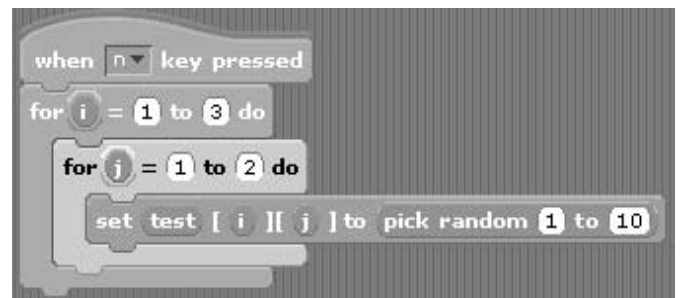 when n key pressed
for i = 1 to 3 do
for j = 1 to 2 do
set test [ i ][ j ] to pick random 1 to 10